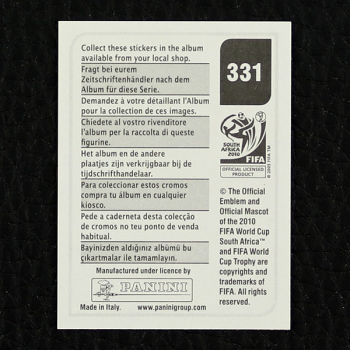 Collect these stickers in the album
available from your local shop.
Fragt bei eurem
Zeitschriftenhändler nach dem
Album für diese Serie.
Demandez à votre détaillant l'Album
pour la collection de ces images.
Chiedete al vostro rivenditore
l'album per la raccolta di queste
figurine.
Het album en de andere
plaatjes zijn verkrijgbaar bij de
tijdschrifthandelaar.
Para coleccionar estos cromos
compra tu álbum en cualquier
kiosco.
Pede a caderneta desta colecção
de cromos no teu ponto de venda
habitual.
Bayinizden aldığınız albümü bu
çıkartmalar ile tamamlayın.
Manufactured under licence by
PANINI
Made in Italy. www.paninigroup.com
331
SOUTH AFRICA
2010
FIFA
© 2005 FIFA TM
OFFICIAL LICENSED
PRODUCT
© The Official
Emblem and
Official Mascot
of the 2010
FIFA World Cup
South Africa™
and FIFA World
Cup Trophy are
copyrights and
trademarks of
FIFA. All rights
reserved.